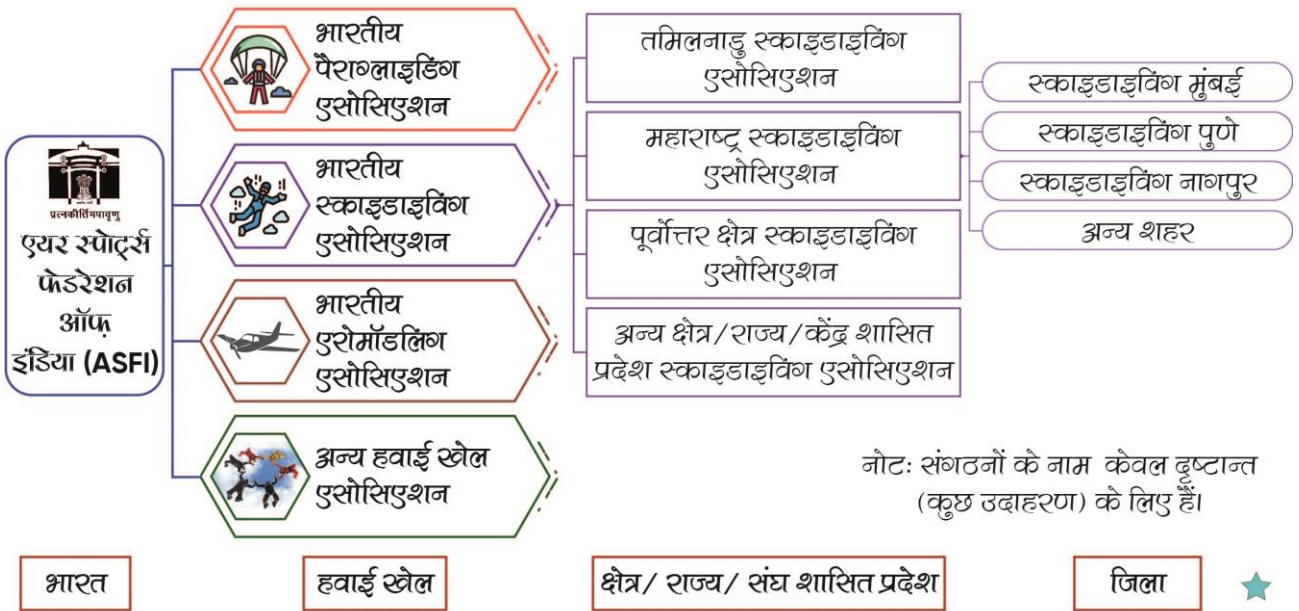 प्रत्नकीर्तिमपावृणु
एयर स्पोर्ट्स
फेडरेशन
ऑफ़
इंडिया (ASFI)
भारतीय
पैराग्लाइडिंग
एसोसिएशन
भारतीय
स्काइडाइविंग
एसोसिएशन
भारतीय
एरोमॉडलिंग
एसोसिएशन
अन्य हवाई खेल
एसोसिएशन
तमिलनाडु स्काइडाइविंग
एसोसिएशन
महाराष्ट्र स्काइडाइविंग
एसोसिएशन
पूर्वोत्तर क्षेत्र स्काइडाइविंग
एसोसिएशन
अन्य क्षेत्र/राज्य/केंद्र शासित
प्रदेश स्काइडाइविंग एसोसिएशन
स्काइडाइविंग मुंबई
स्काइडाइविंग पुणे
स्काइडाइविंग नागपुर
अन्य शहर
नोट: संगठनों के नाम केवल दृष्टान्त
(कुछ उदाहरण) के लिए हैं।
भारत
हवाई खेल
क्षेत्र/ राज्य/ संघ शासित प्रदेश
जिला